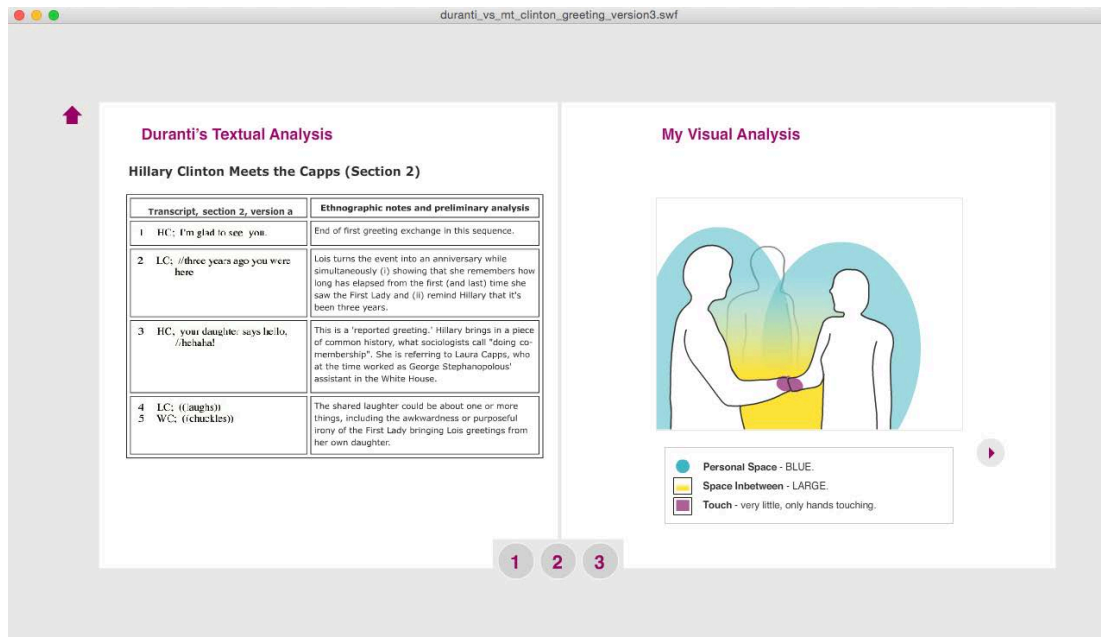 duranti_vs_mt_clinton_greeting_version3.swf
Duranti's Textual Analysis
Hillary Clinton Meets the Capps (Section 2)
Transcript, section 2, version a
Ethnographic notes and preliminary analysis
1 HC; I'm glad to see you.
End of first greeting exchange in this sequence.
2 LC; //three years ago you were
here
Lois turns the event into an anniversary while
simultaneously (i) showing that she remembers how
long has elapsed from the first (and last) time she
saw the First Lady and (ii) remind Hillary that it's
been three years.
3 HC; your daughter says hello,
//hehaha!
This is a 'reported greeting.' Hillary brings in a piece
of common history, what sociologists call "doing co-
membership". She is referring to Laura Capps, who
at the time worked as George Stephanopolous'
assistant in the White House.
4 LC; ((laughs))
5 WC; ((chuckles))
The shared laughter could be about one or more
things, including the awkwardness or purposeful
irony of the First Lady bringing Lois greetings from
her own daughter.
My Visual Analysis
Personal Space - BLUE.
Space Inbetween - LARGE.
Touch - very little, only hands touching.
1 2 3